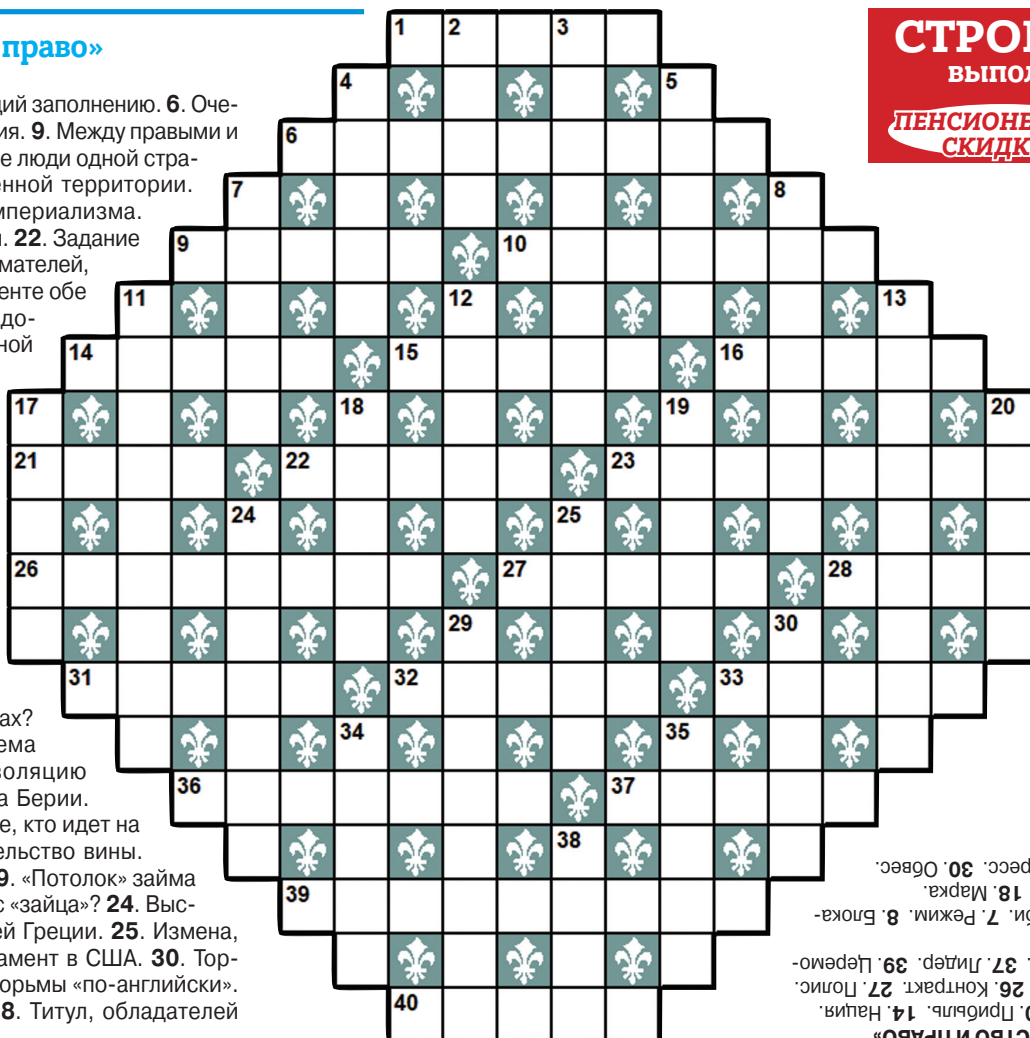 право»
СТРО
выпол
ПЕНСИОНЕ
СКИДК
щий заполнению. 6. Оче-
ия. 9. Между правыми и
е люди одной стра-
енной территории.
мпериализма.
. 22. Задание
мателей,
енте обе
до-
ной
ах?
ема
воляцию
а Берии.
е, кто идет на
ельство вины.
9. «Потолок» займа
с «зайца»? 24. Выс-
ей Греции. 25. Измена,
амент в США. 30. Тор-
юрьмы «по-английски».
8. Титул, обладателей
1 2 3
4 5
6
7 8
9 10
11 12 13
14 15 16
17 18 19 20
21 22 23
24 25
26 27 28
29 30
31 32 33
34 35
36 37
38
39
40
СТВО И ПРАВО»
0. Прибыль. 14. Нация.
26. Контракт. 27. Полис.
. 37. Лидер. 39. Церемо-
би. 7. Режим. 8. Блока-
18. Марка.
ресс. 30. Обвес.